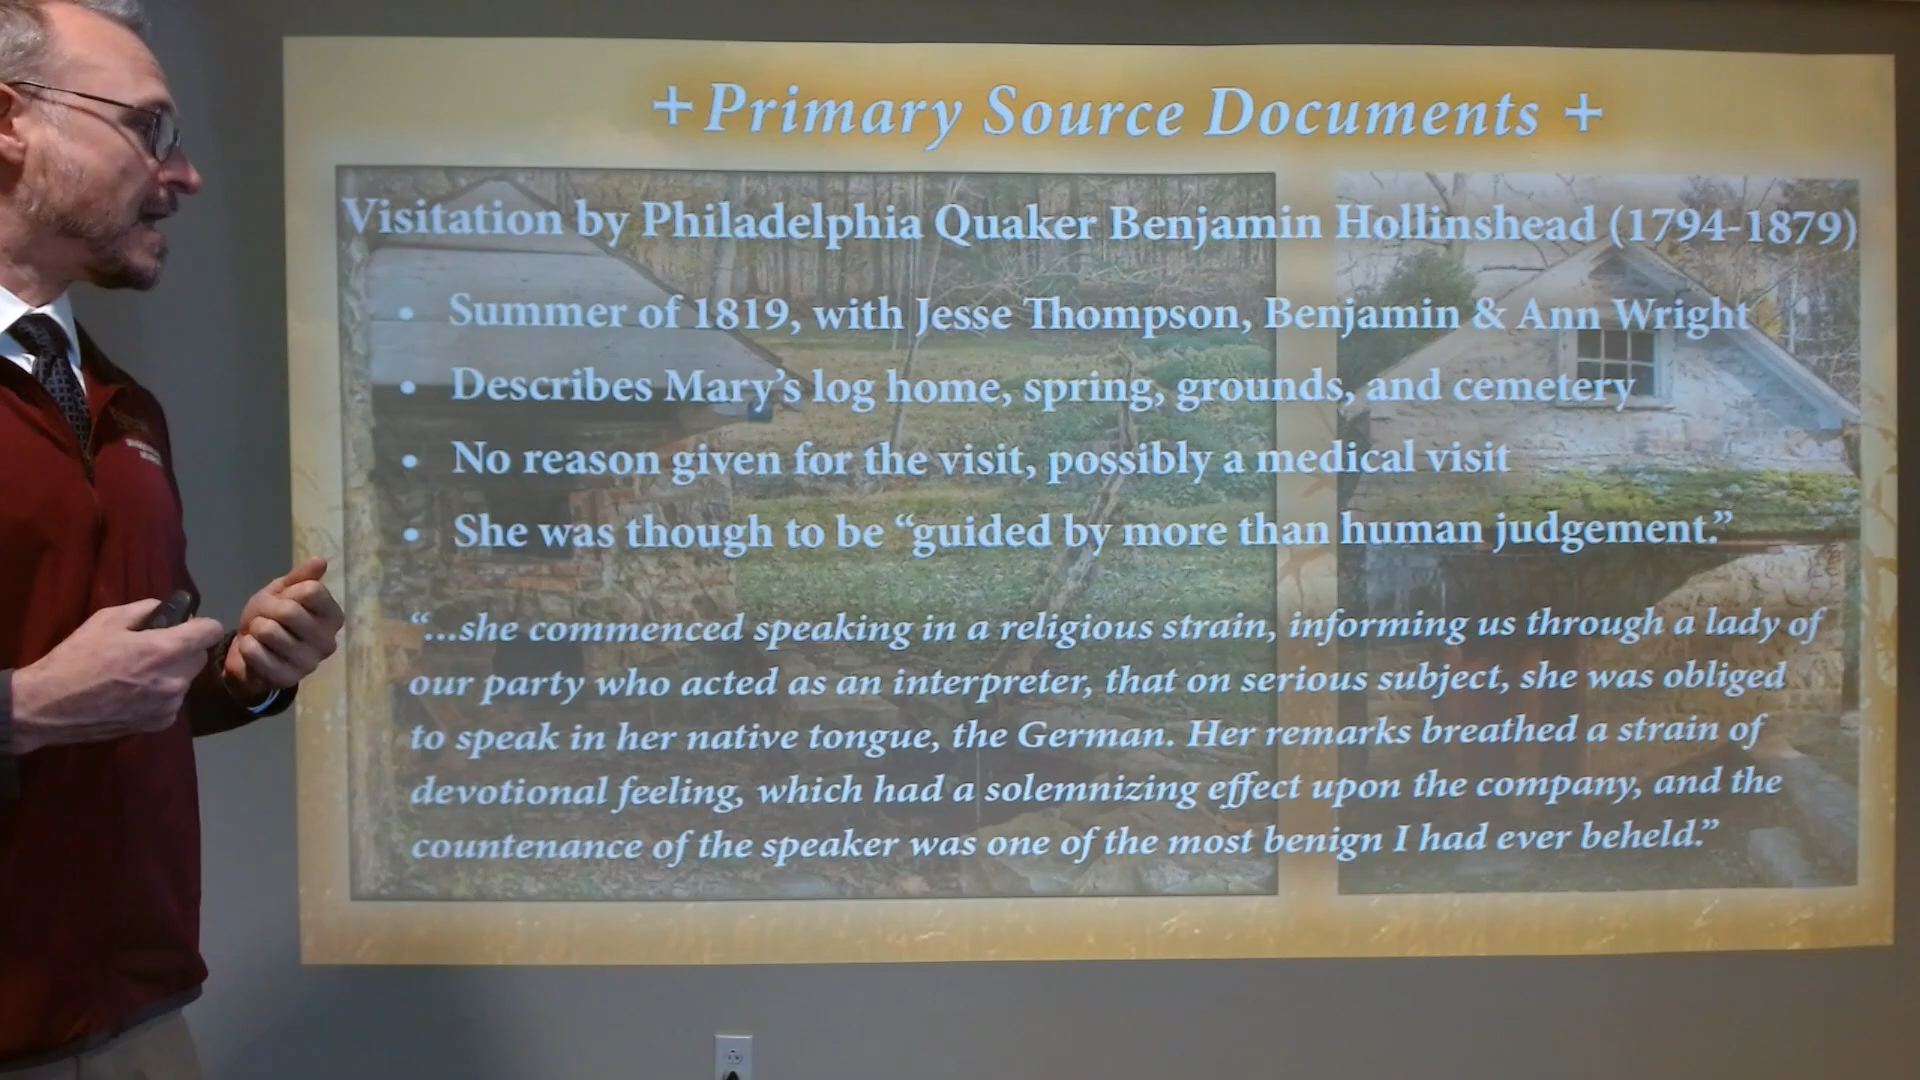 +Primary Source Documents +
Visitation by Philadelphia Quaker Benjamin Hollinshead (1794-1879)
• Summer of 1819, with Jesse Thompson, Benjamin & Ann Wright
• Describes Mary’s log home, spring, grounds, and cemetery
• No reason given for the visit, possibly a medical visit
• She was though to be “guided by more than human judgement.”
“...she commenced speaking in a religious strain, informing us through a lady of
our party who acted as an interpreter, that on serious subject, she was obliged
to speak in her native tongue, the German. Her remarks breathed a strain of
devotional feeling, which had a solemnizing effect upon the company, and the
countenance of the speaker was one of the most benign I had ever beheld.”